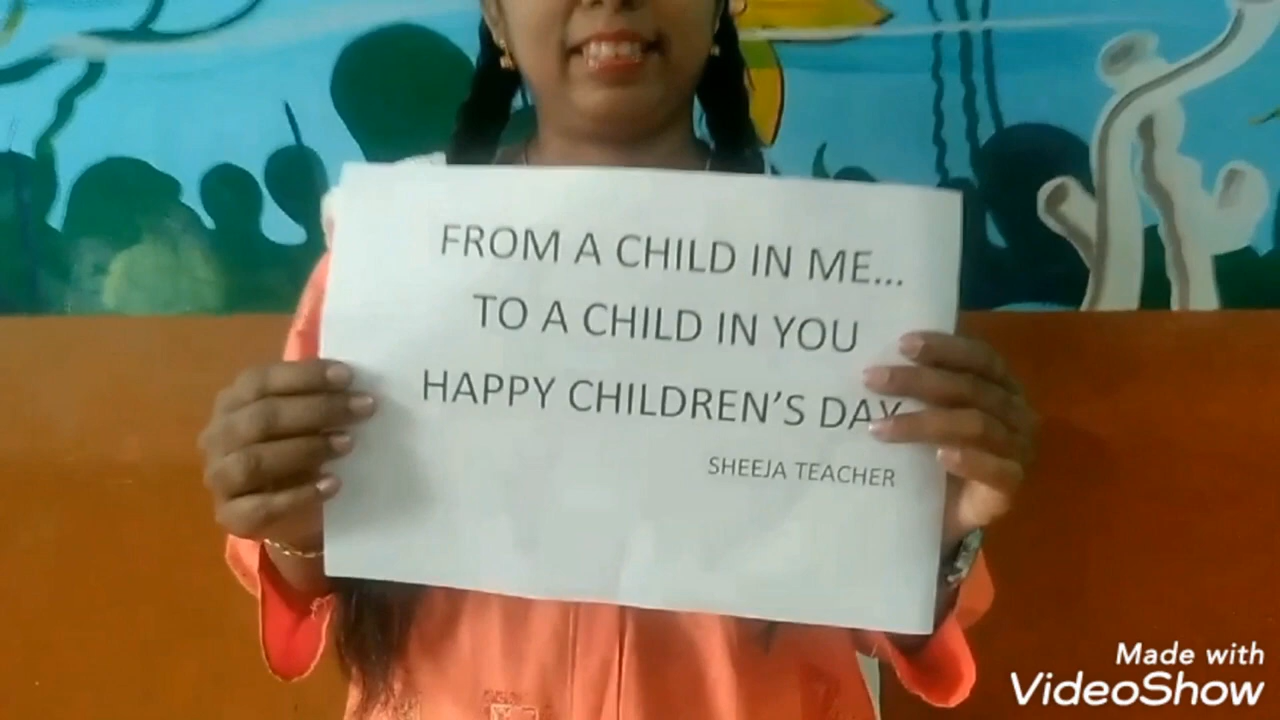 FROM A CHILD IN ME...
TO A CHILD IN YOU
HAPPY CHILDREN'S DAY
SHEEJA TEACHER
Made with
VideoShow